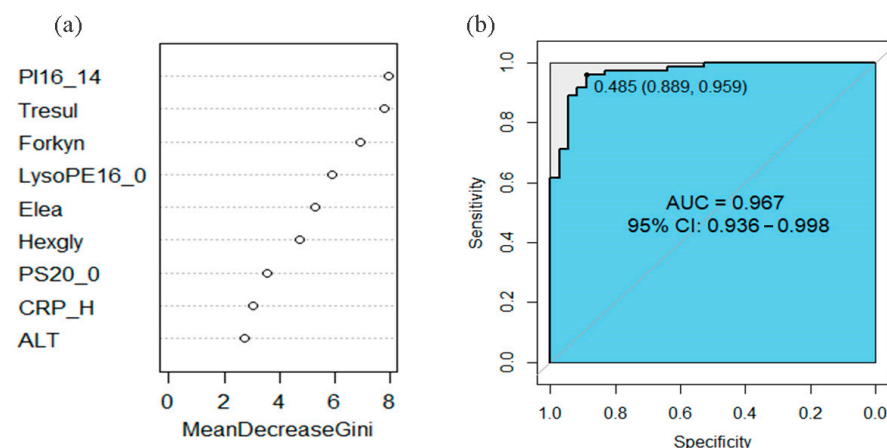 (a)
PI16_14
Tresul
Forkyn
LysoPE16_0
Elea
Hexgly
PS20_0
CRP_H
ALT
0 2 4 6 8
MeanDecreaseGini
(b)
1.0
0.8
0.6
0.4
0.2
0.0
Sensitivity
0.485 (0.889, 0.959)
AUC = 0.967
95% CI: 0.936 – 0.998
1.0 0.8 0.6 0.4 0.2 0.0
Specificity